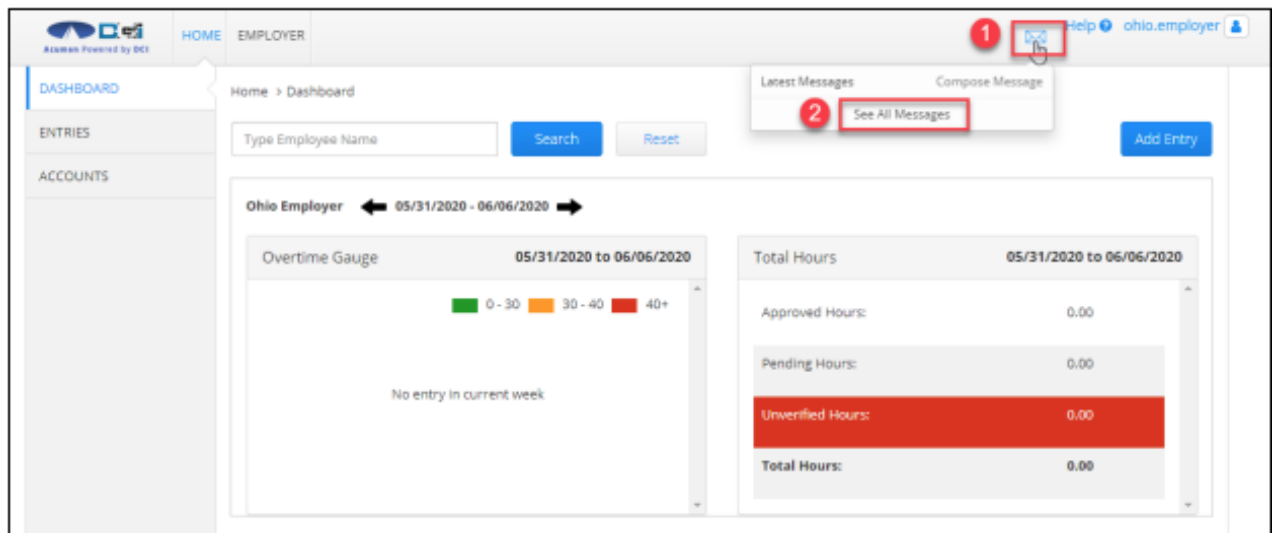 DCI
Acumen Powered by DCI
HOME EMPLOYER
1
Help ? ohio.employer
DASHBOARD
ENTRIES
ACCOUNTS
Home > Dashboard
Latest Messages Compose Message
2 See All Messages
Type Employee Name Search Reset Add Entry
Ohio Employer 05/31/2020 - 06/06/2020
Overtime Gauge 05/31/2020 to 06/06/2020
0 - 30 30 - 40 40+
No entry in current week
Total Hours 05/31/2020 to 06/06/2020
Approved Hours: 0.00
Pending Hours: 0.00
Unverified Hours: 0.00
Total Hours: 0.00